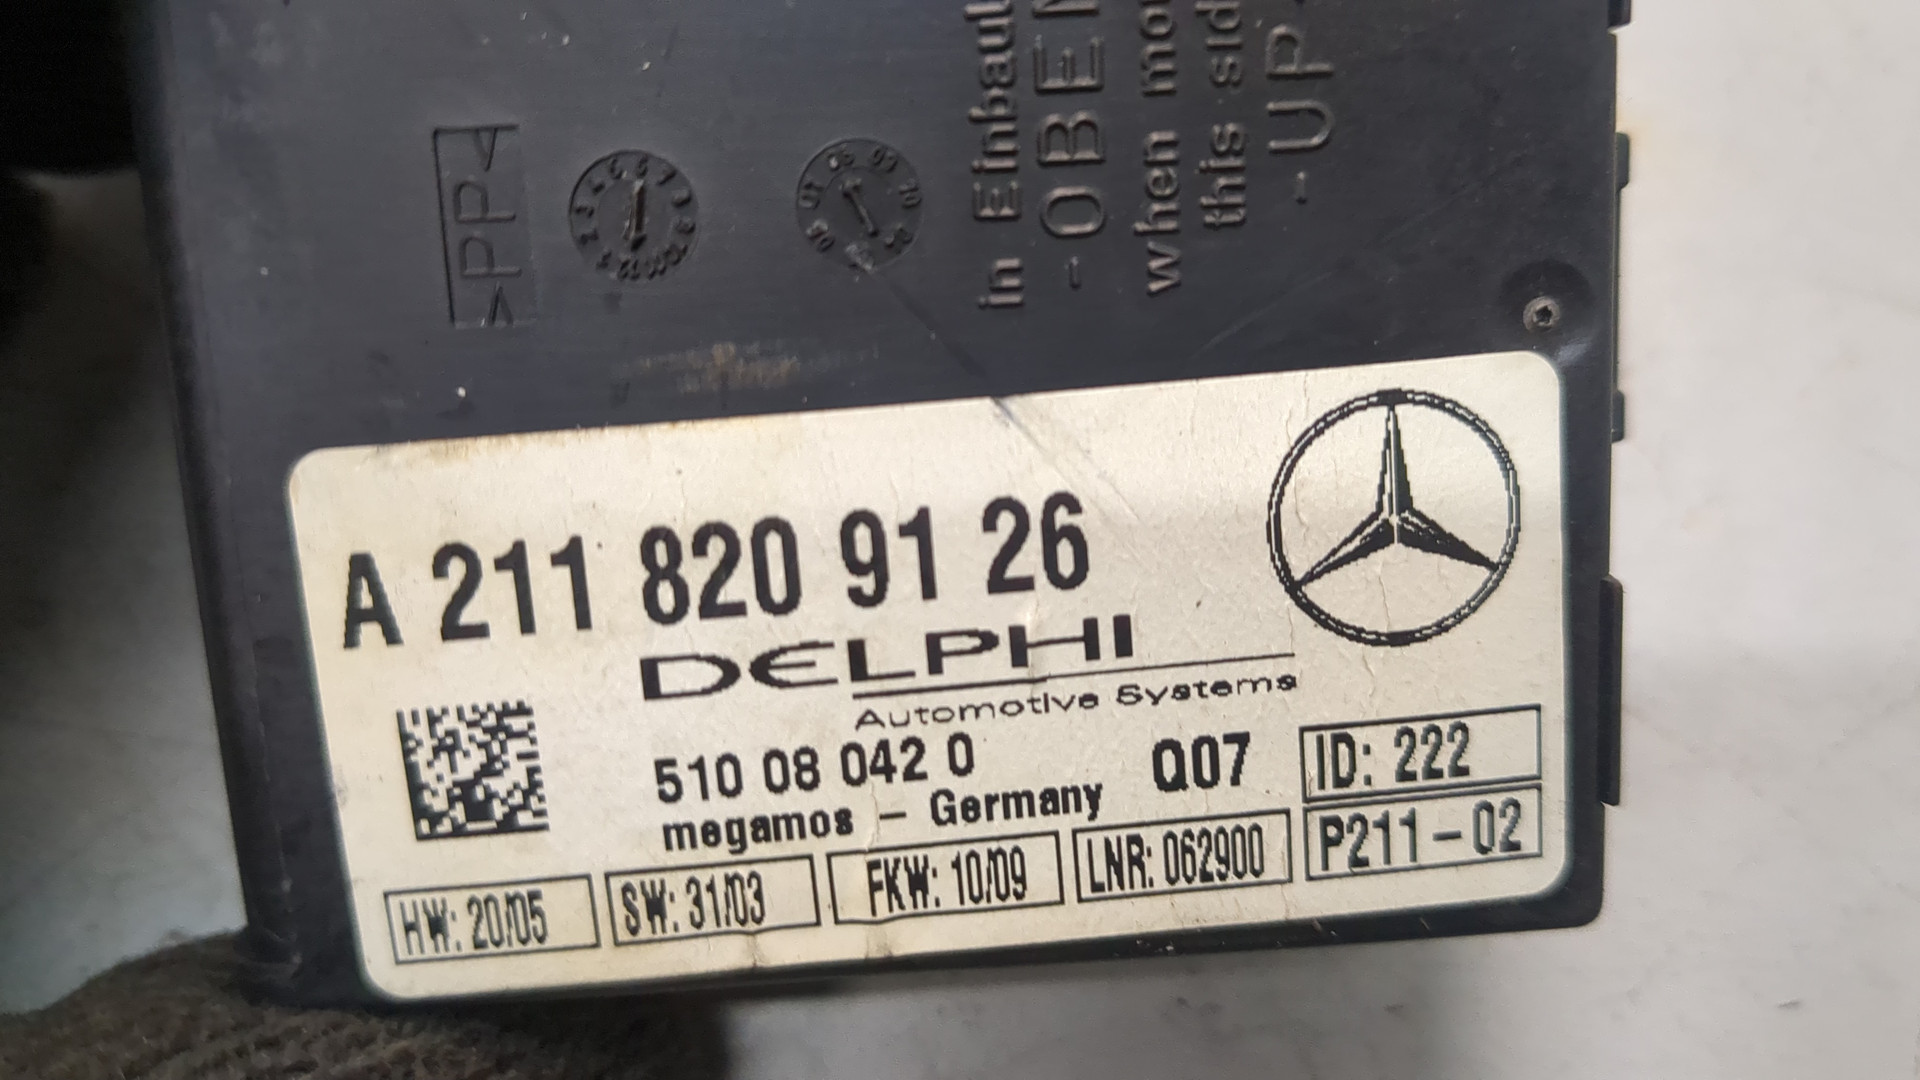 >PP<
in Einbau
-OBEN
when mo
this sid
-UP-
A 211 820 91 26
DELPHI
Automotive Systems
510 08 042 0
Q07
ID: 222
megamos – Germany
P211-02
HW: 20/05
SW: 31/03
FKW: 10/09
LNR: 062900